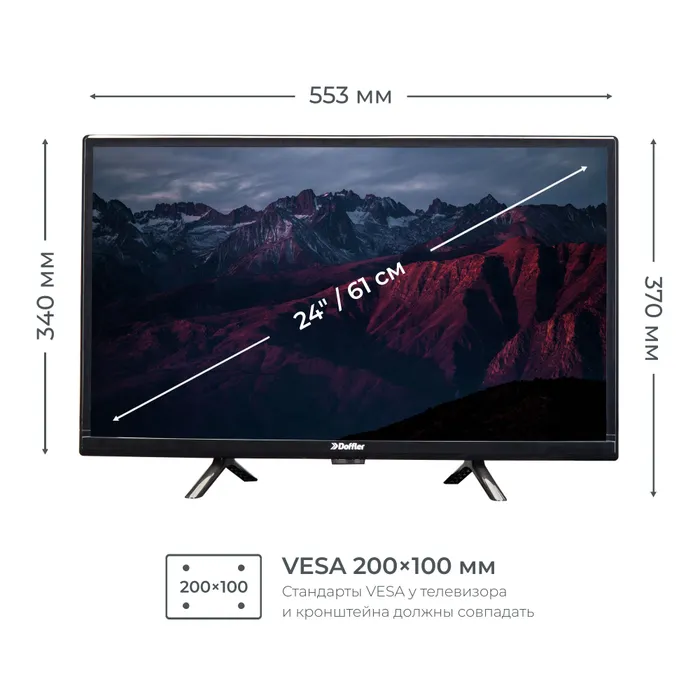 553 мм
340 мм
24" / 61 см
370 мм
Doffler
200×100
VESA 200×100 мм
Стандарты VESA у телевизора
и кронштейна должны совпадать